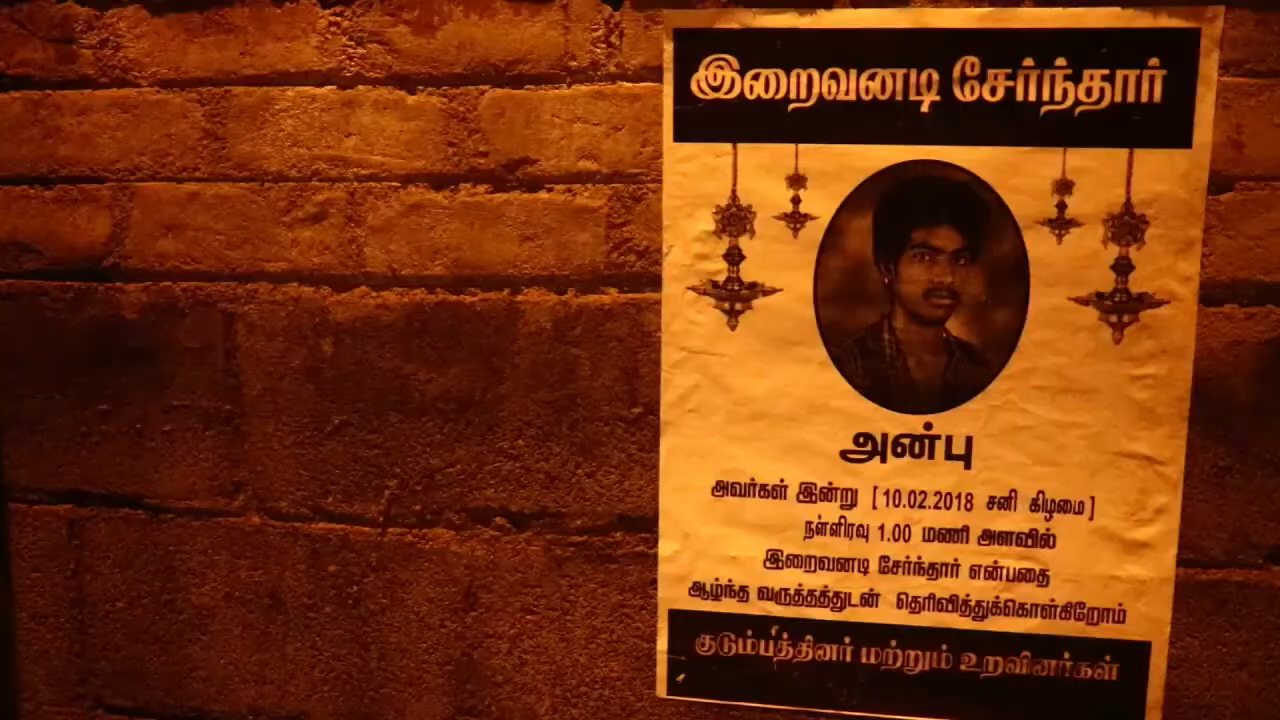 இறைவனடி சேர்ந்தார்
அன்பு
அவர்கள் இன்று [10.02.2018 சனி கிழமை]
நள்ளிரவு 1.00 மணி அளவில்
இறைவனடி சேர்ந்தார் என்பதை
ஆழ்ந்த வருத்தத்துடன் தெரிவித்துக்கொள்கிறோம்
குடும்பத்தினர் மற்றும் உறவினர்கள்